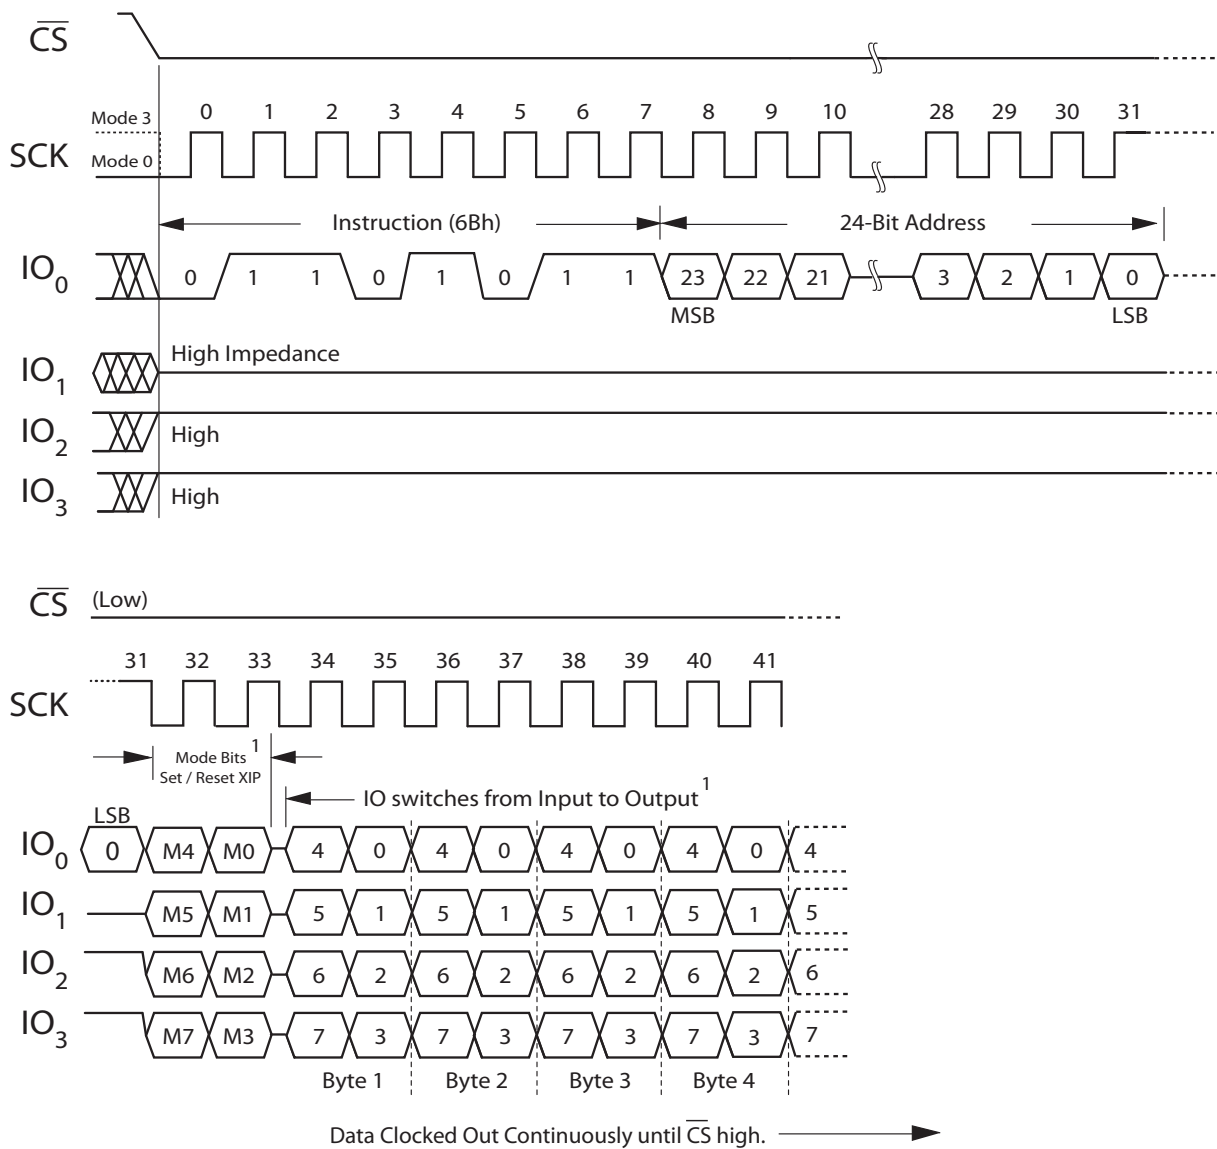 CS
Mode 3
0 1 2 3 4 5 6 7 8 9 10 28 29 30 31
SCK
Mode 0
Instruction (6Bh) 24-Bit Address
IO0 0 1 1 0 1 0 1 1 23 22 21 3 2 1 0
MSB LSB
High Impedance
IO1
IO2 High
IO3 High
CS (Low)
31 32 33 34 35 36 37 38 39 40 41
SCK
Mode Bits 1
Set / Reset XIP
IO switches from Input to Output 1
LSB
IO0 0 M4 M0 4 0 4 0 4 0 4 0 4
IO1 M5 M1 5 1 5 1 5 1 5 1 5
IO2 M6 M2 6 2 6 2 6 2 6 2 6
IO3 M7 M3 7 3 7 3 7 3 7 3 7
Byte 1 Byte 2 Byte 3 Byte 4
Data Clocked Out Continuously until CS high.